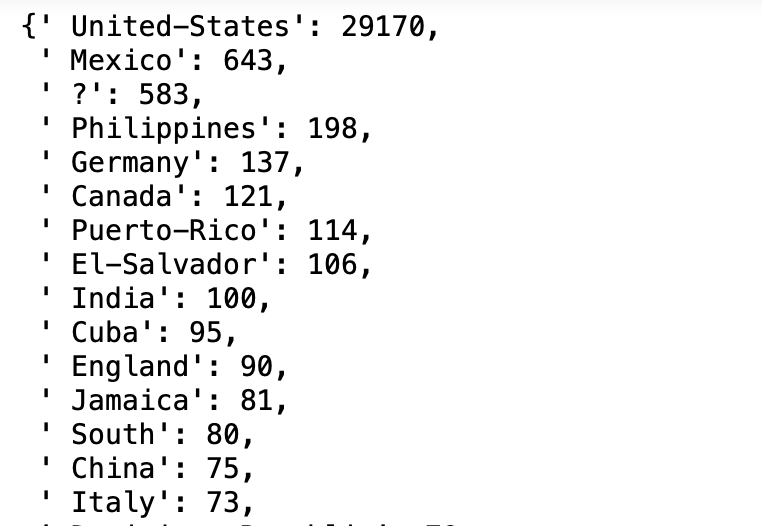 {' United-States': 29170,
' Mexico': 643,
' ?': 583,
' Philippines': 198,
' Germany': 137,
' Canada': 121,
' Puerto-Rico': 114,
' El-Salvador': 106,
' India': 100,
' Cuba': 95,
' England': 90,
' Jamaica': 81,
' South': 80,
' China': 75,
' Italy': 73,